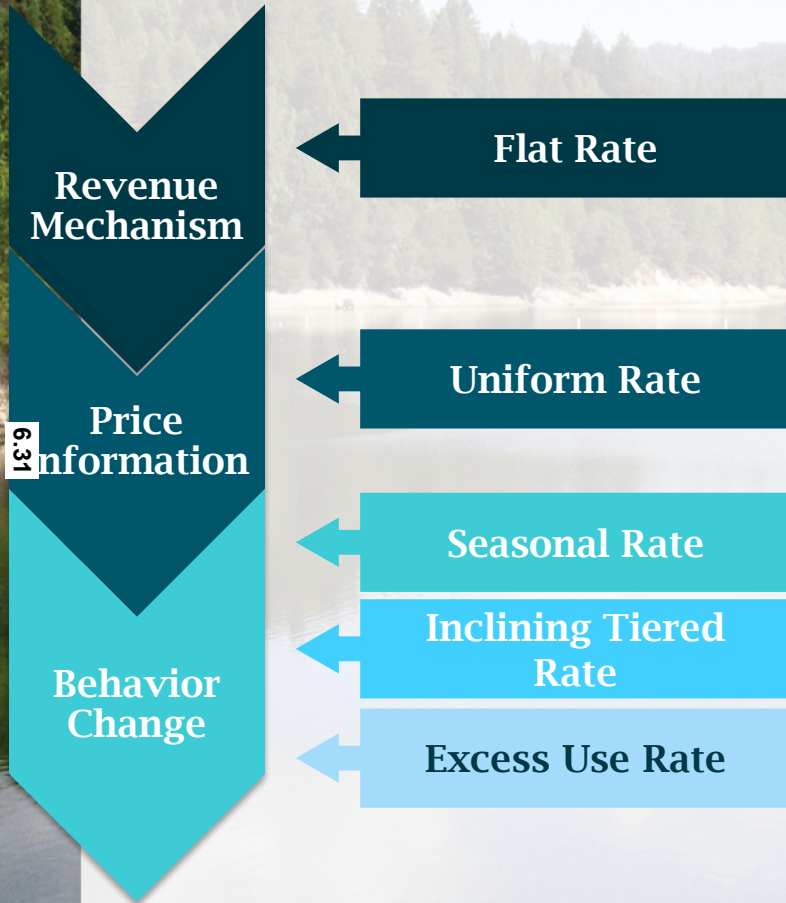 Flat Rate
Revenue
Mechanism
Uniform Rate
Price
nformation
6.31
Seasonal Rate
Inclining Tiered
Rate
Behavior
Change
Excess Use Rate